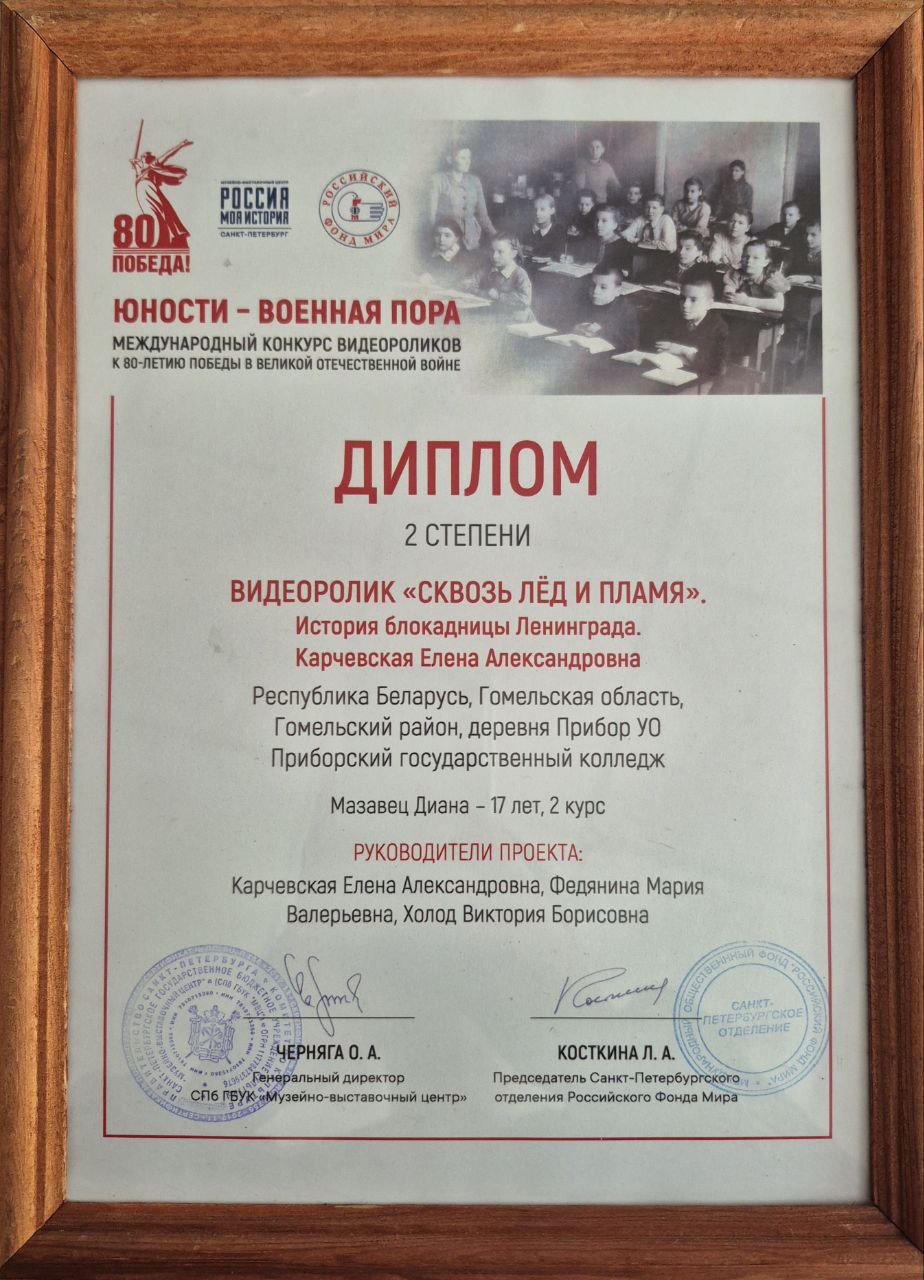 80
ПОБЕДА!
МУЗЕЙНО-ВЫСТАВОЧНЫЙ ЦЕНТР
РОССИЯ
МОЯ ИСТОРИЯ
САНКТ-ПЕТЕРБУРГ
РОССИЙСКИЙ
ФОНД МИРА
ЮНОСТИ – ВОЕННАЯ ПОРА
МЕЖДУНАРОДНЫЙ КОНКУРС ВИДЕОРОЛИКОВ
К 80-ЛЕТИЮ ПОБЕДЫ В ВЕЛИКОЙ ОТЕЧЕСТВЕННОЙ ВОЙНЕ
ДИПЛОМ
2 СТЕПЕНИ
ВИДЕОРОЛИК «СКВОЗЬ ЛЁД И ПЛАМЯ».
История блокадницы Ленинграда.
Карчевская Елена Александровна
Республика Беларусь, Гомельская область,
Гомельский район, деревня Прибор УО
Приборский государственный колледж
Мазавец Диана – 17 лет, 2 курс
РУКОВОДИТЕЛИ ПРОЕКТА:
Карчевская Елена Александровна, Федянина Мария
Валерьевна, Холод Виктория Борисовна
САНКТ-
ПЕТЕРБУРГСКОЕ
ОТДЕЛЕНИЕ
ЧЕРНЯГА О. А.
Генеральный директор
СПб ГБУК «Музейно-выставочный центр»
КОСТКИНА Л. А.
Председатель Санкт-Петербургского
отделения Российского Фонда Мира